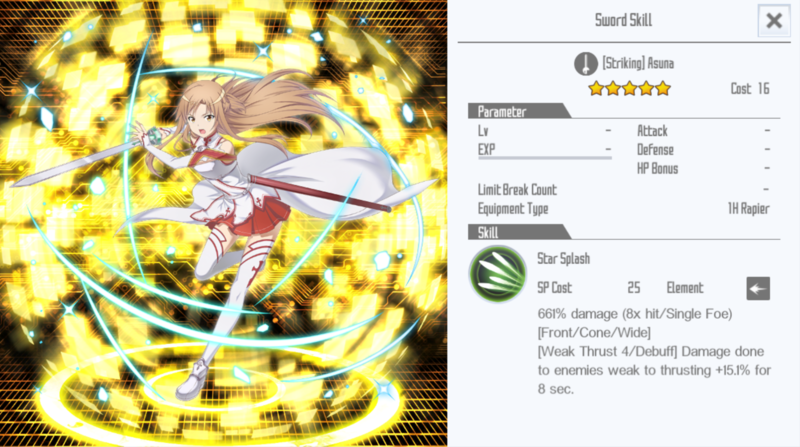 Sword Skill
[Striking] Asuna
Cost 16
Parameter
Lv - Attack -
EXP - Defense -
HP Bonus -
Limit Break Count -
Equipment Type 1H Rapier
Skill
Star Splash
SP Cost 25 Element
661% damage (8x hit/Single Foe)
[Front/Cone/Wide]
[Weak Thrust 4/Debuff] Damage done
to enemies weak to thrusting +15.1% for
8 sec.